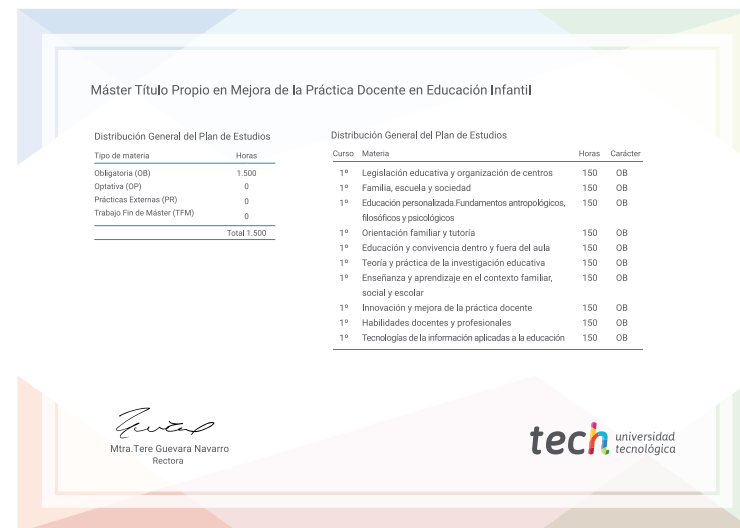 Máster Título Propio en Mejora de la Práctica Docente en Educación Infantil
Distribución General del Plan de Estudios
Tipo de materia Horas
Obligatoria (OB) 1.500
Optativa (OP) 0
Prácticas Externas (PR) 0
Trabajo Fin de Máster (TFM) 0
Total 1.500
Distribución General del Plan de Estudios
Curso Materia Horas Carácter
1º Legislación educativa y organización de centros 150 OB
1º Familia, escuela y sociedad 150 OB
1º Educación personalizada.Fundamentos antropológicos, 150 OB
filosóficos y psicológicos
1º Orientación familiar y tutoría 150 OB
1º Educación y convivencia dentro y fuera del aula 150 OB
1º Teoría y práctica de la investigación educativa 150 OB
1º Enseñanza y aprendizaje en el contexto familiar, 150 OB
social y escolar
1º Innovación y mejora de la práctica docente 150 OB
1º Habilidades docentes y profesionales 150 OB
1º Tecnologías de la información aplicadas a la educación 150 OB
Mtra.Tere Guevara Navarro
Rectora
tech universidad
tecnológica